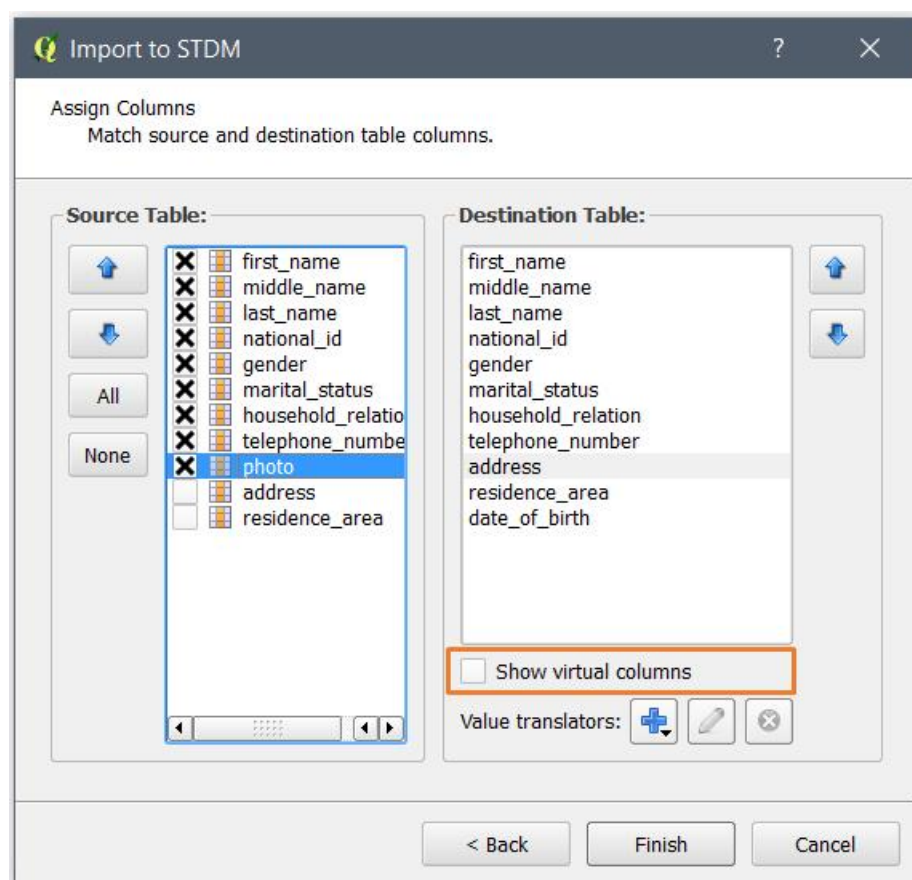 Import to STDM
Assign Columns
Match source and destination table columns.
Source Table:
All
None
first_name
middle_name
last_name
national_id
gender
marital_status
household_relatio
telephone_numbe
photo
address
residence_area
Destination Table:
first_name
middle_name
last_name
national_id
gender
marital_status
household_relation
telephone_number
address
residence_area
date_of_birth
Show virtual columns
Value translators:
< Back
Finish
Cancel